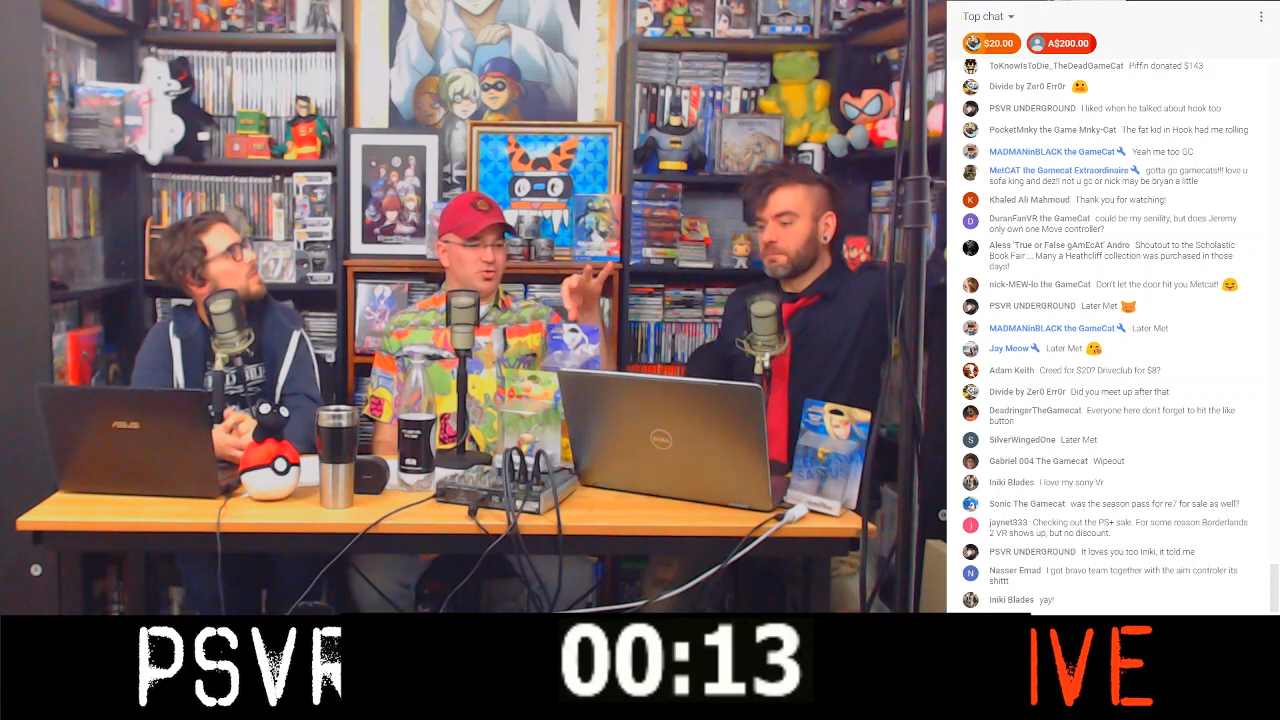 Top chat
$20.00
A$200.00
ToKnowIsToDie_TheDeadGameCat Piffin donated $143
Divide by Zer0 Err0r
PSVR UNDERGROUND I liked when he talked about hook too
PocketMnky the Game Mnky-Cat The fat kid in Hook had me rolling
MADMANinBLACK the GameCat Yeah me too GC
MetCAT the Gamecat Extraordinaire gotta go gamecats!!! love u
sofa king and dez!! not u gc or nick may be bryan a little
K Khaled Ali Mahmoud Thank you for watching!
D DuranFanVR the GameCat could be my senility, but does Jeremy
only own one Move controller?
Aless 'True or False gAmEcAt' Andro Shoutout to the Scholastic
Book Fair ... Many a Heathcliff collection was purchased in those
days!
nick-MEW-lo the GameCat Don't let the door hit you Metcat!
PSVR UNDERGROUND Later Met
MADMANinBLACK the GameCat Later Met
Jay Meow Later Met
Adam Keith Creed for $20? Driveclub for $8?
Divide by Zer0 Err0r Did you meet up after that
DeadringerTheGamecat Everyone here don't forget to hit the like
button
S SilverWingedOne Later Met
Gabriel 004 The Gamecat Wipeout
Iniki Blades I love my sony Vr
Sonic The Gamecat was the season pass for re7 for sale as well?
j jaynet333 Checking out the PS+ sale. For some reason Borderlands
2 VR shows up, but no discount.
PSVR UNDERGROUND It loves you too Iniki, it told me
N Nasser Emad I got bravo team together with the aim controler its
shittt
Iniki Blades yay!
ASUS
DELL
PSVR
00:13
IVE